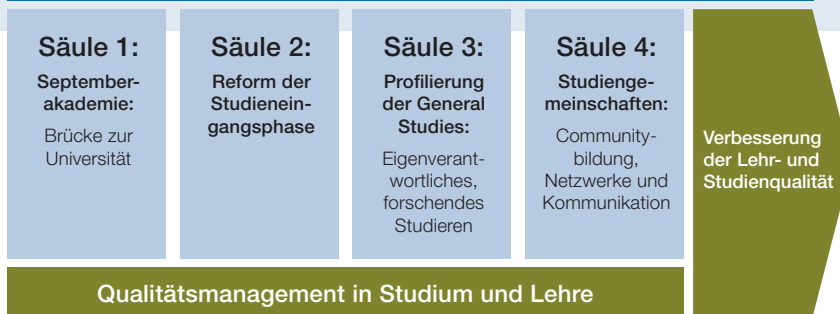 Säule 1:
September-
akademie:
Brücke zur
Universität
Säule 2:
Reform der
Studienein-
gangsphase
Säule 3:
Profilierung
der General
Studies:
Eigenverant-
wortliches,
forschendes
Studieren
Säule 4:
Studienge-
meinschaften:
Community-
bildung,
Netzwerke und
Kommunikation
Verbesserung
der Lehr- und
Studienqualität
Qualitätsmanagement in Studium und Lehre